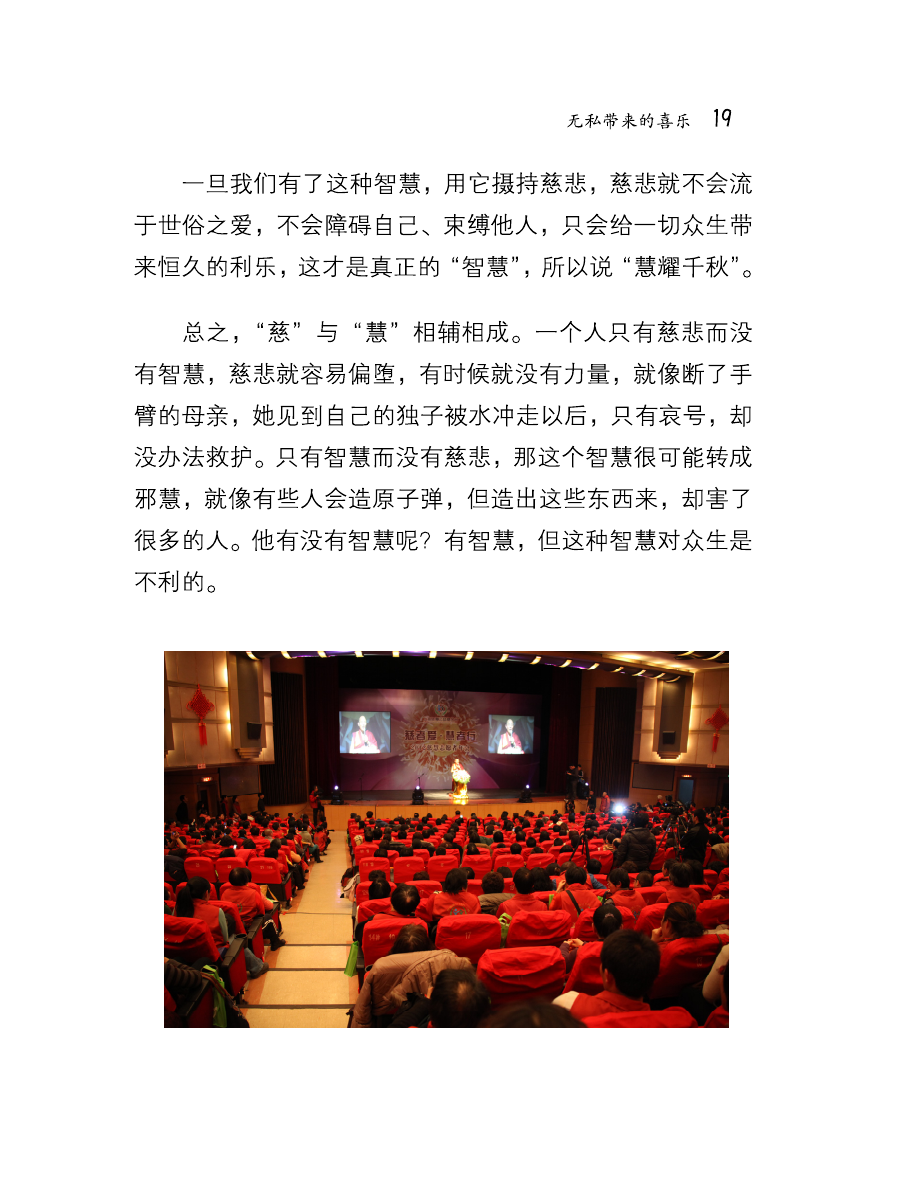 无私带来的喜乐 19
一旦我们有了这种智慧，用它摄持慈悲，慈悲就不会流
于世俗之爱，不会障碍自己、束缚他人，只会给一切众生带
来恒久的利乐，这才是真正的“智慧”，所以说“慧耀千秋”。
总之，“慈”与“慧”相辅相成。一个人只有慈悲而没
有智慧，慈悲就容易偏堕，有时候就没有力量，就像断了手
臂的母亲，她见到自己的独子被水冲走以后，只有哀号，却
没办法救护。只有智慧而没有慈悲，那这个智慧很可能转成
邪慧，就像有些人会造原子弹，但造出这些东西来，却害了
很多的人。他有没有智慧呢？有智慧，但这种智慧对众生是
不利的。
慈者爱 慧者行